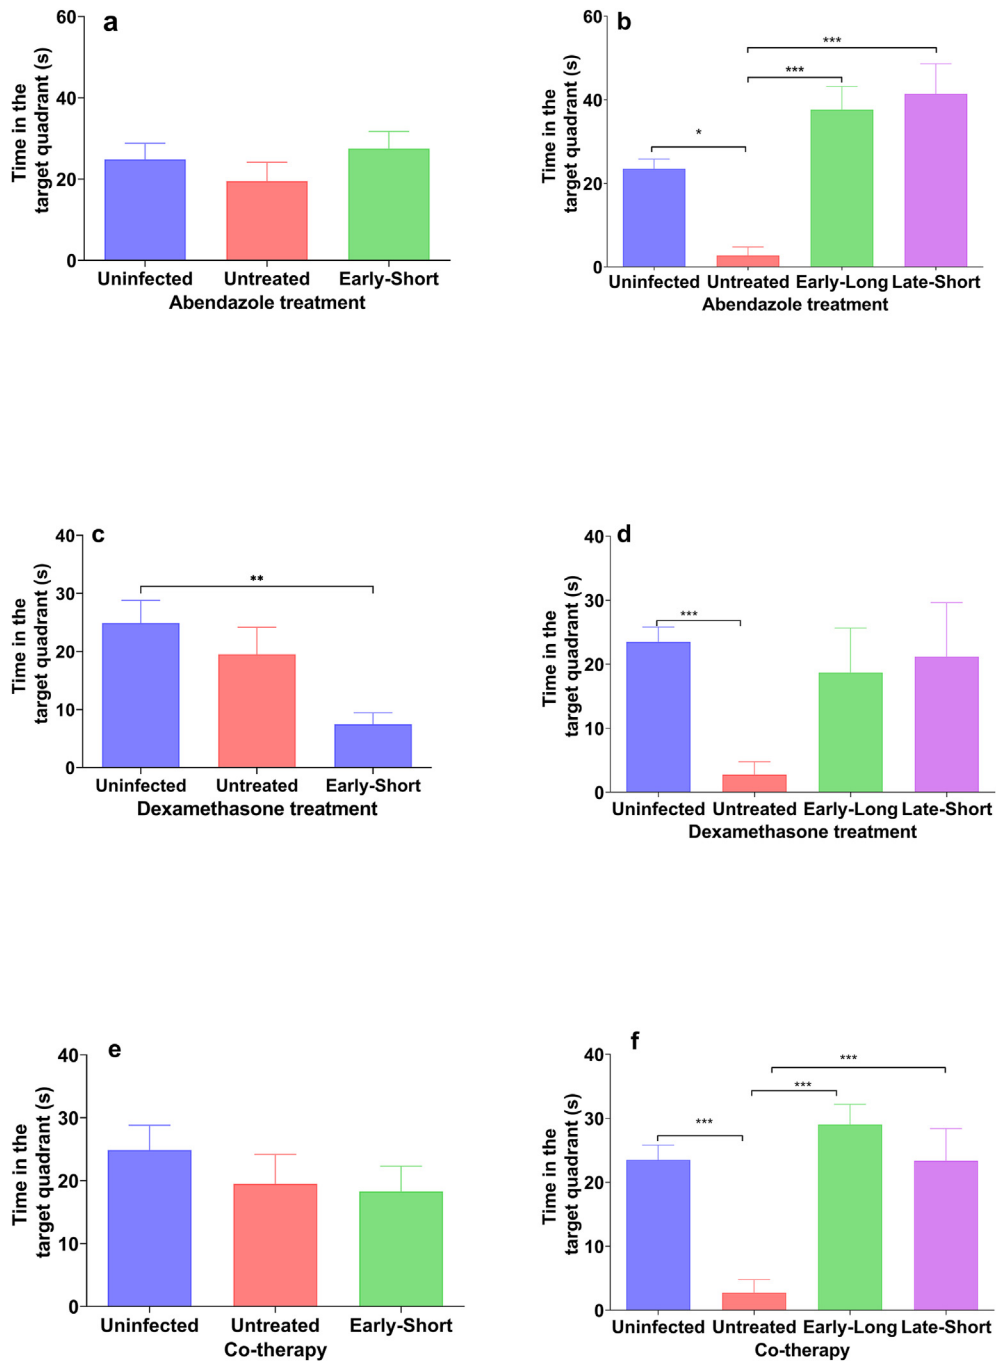 a
Time in the
target quadrant (s)
60
40
20
0
Uninfected Untreated Early-Short
Abendazole treatment
b
Time in the
target quadrant (s)
60
40
20
0
***
***
*
Uninfected Untreated Early-Long Late-Short
Abendazole treatment
c
Time in the
target quadrant (s)
40
30
20
10
0
**
Uninfected Untreated Early-Short
Dexamethasone treatment
d
Time in the
target quadrant (s)
40
30
20
10
0
***
Uninfected Untreated Early-Long Late-Short
Dexamethasone treatment
e
Time in the
target quadrant (s)
40
30
20
10
0
Uninfected Untreated Early-Short
Co-therapy
f
Time in the
target quadrant (s)
40
30
20
10
0
***
***
***
Uninfected Untreated Early-Long Late-Short
Co-therapy